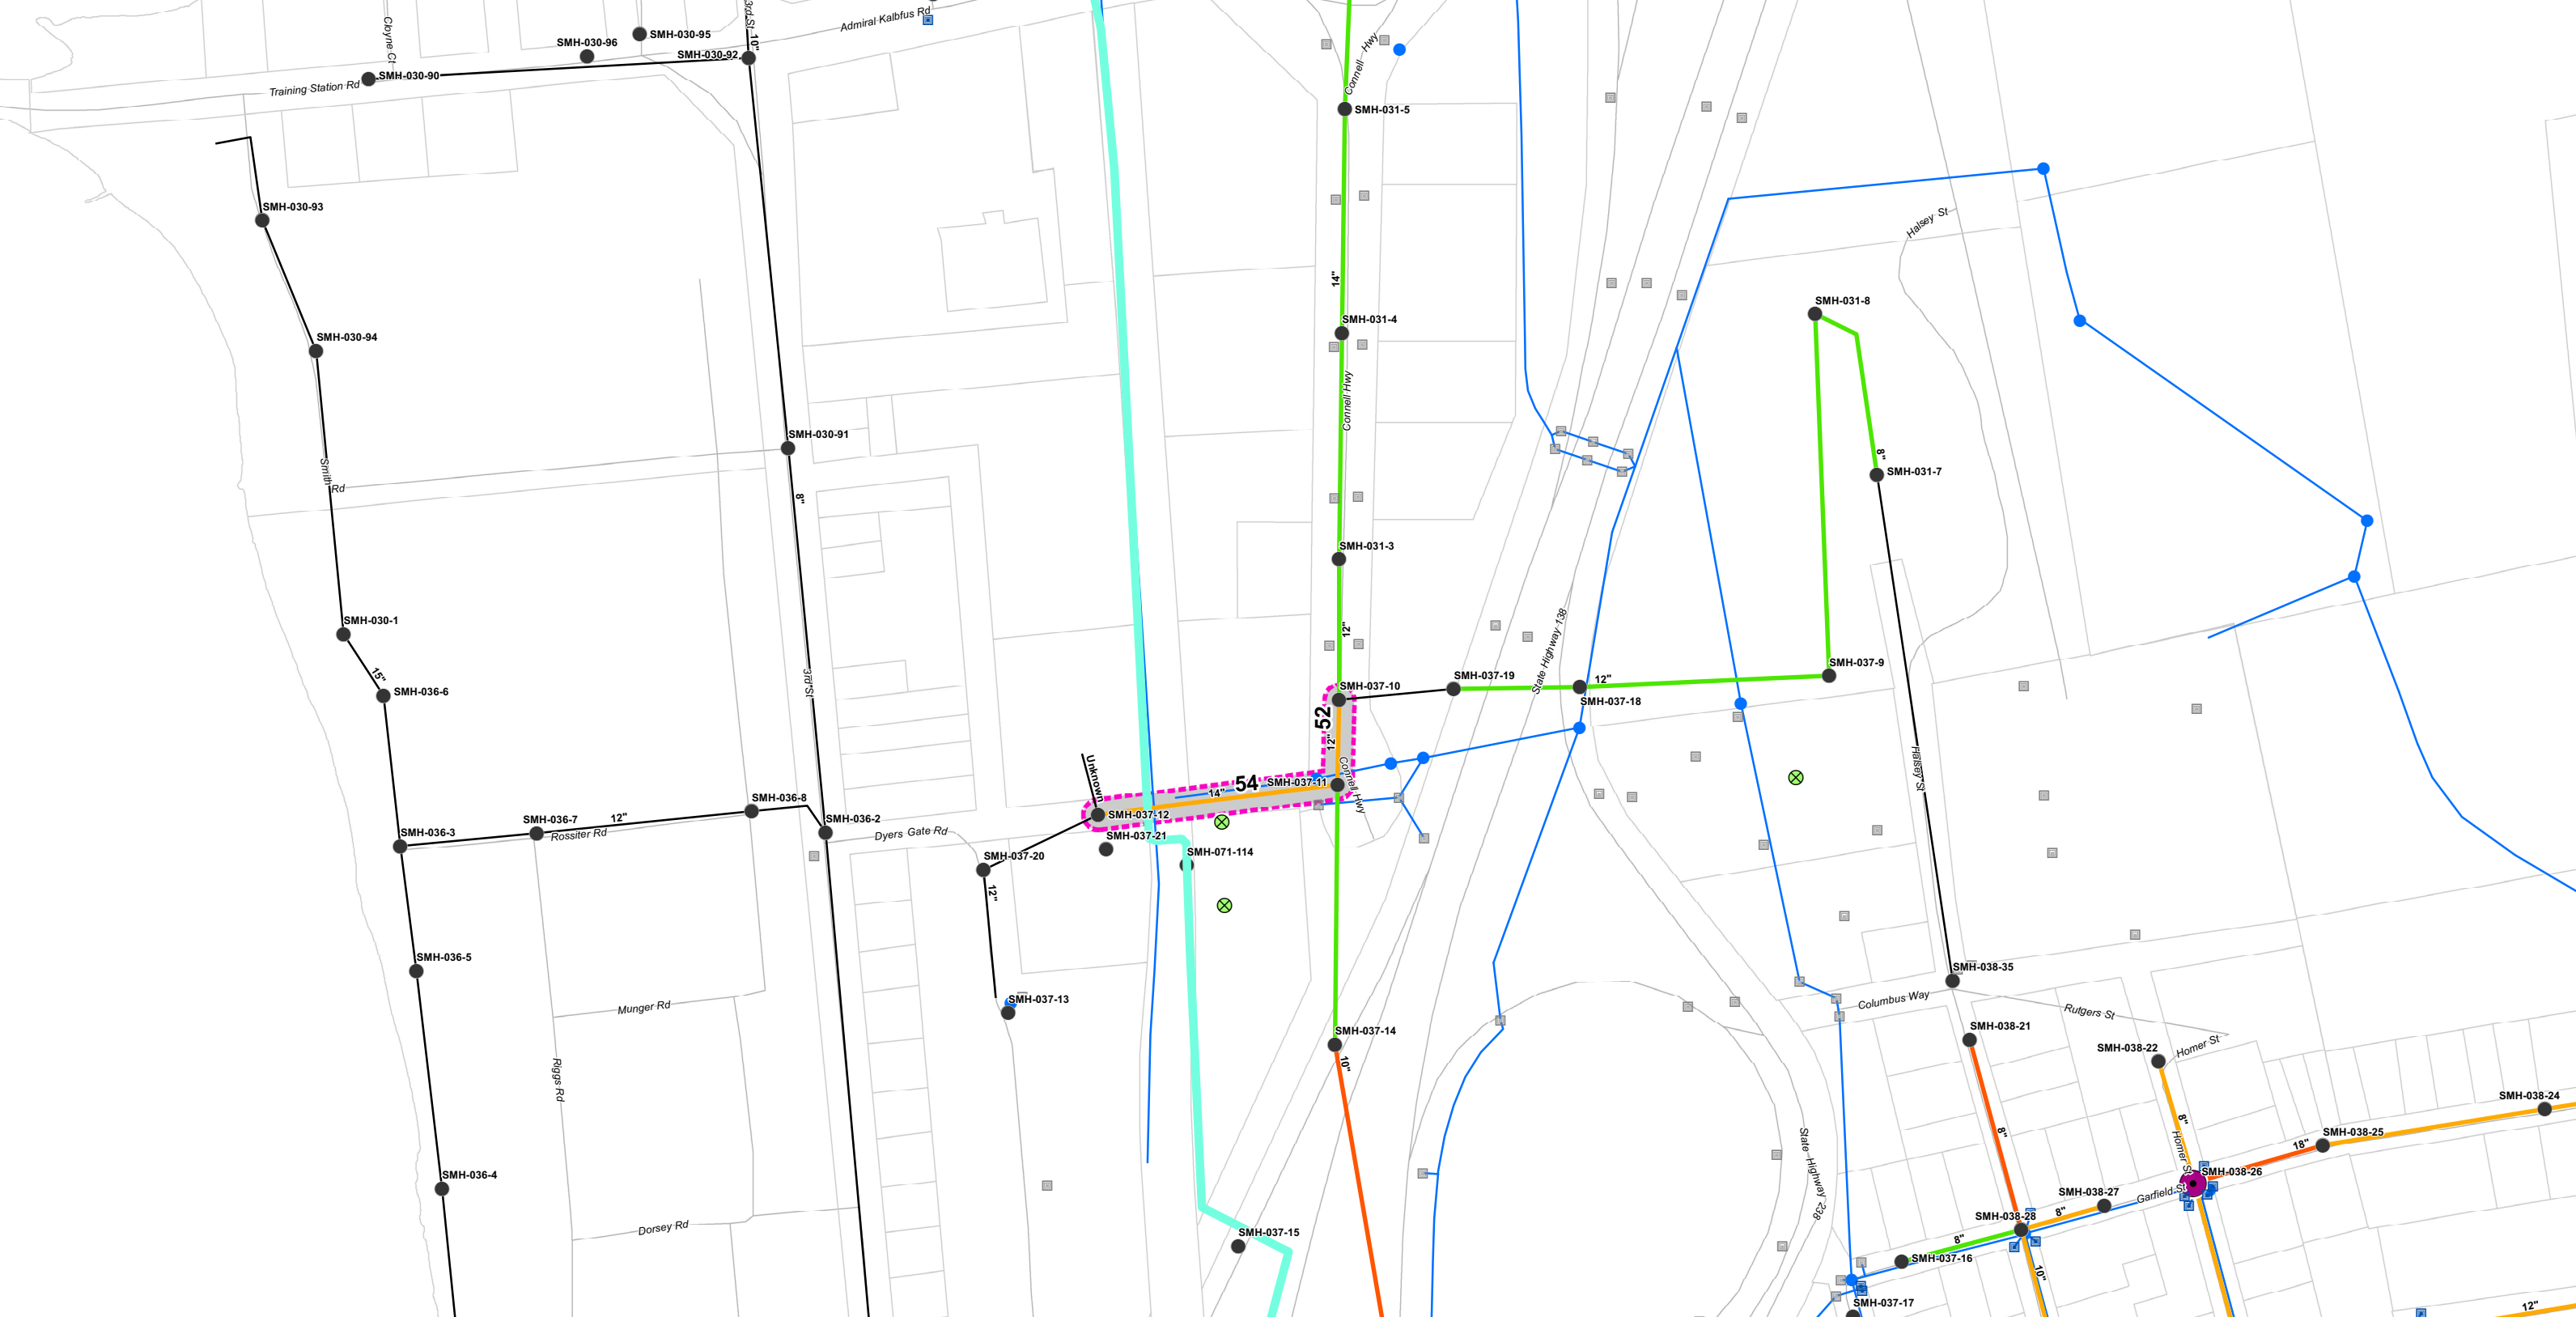 Cloyne Ct
3rd St
10"
Admiral Kalbfus Rd
SMH-030-95
SMH-030-96
SMH-030-92
SMH-030-90
Training Station Rd
Connell Hwy
SMH-031-5
SMH-030-93
Halsey St
14"
SMH-031-8
SMH-031-4
SMH-030-94
Connell Hwy
SMH-030-91
8"
SMH-031-7
Smith Rd
8"
SMH-031-3
SMH-030-1
12"
State Highway 138
15"
SMH-036-6
3rd St
SMH-037-10
SMH-037-19
12"
SMH-037-9
SMH-037-18
52
12"
Unknown
54
SMH-037-11
Connell Hwy
14"
Halsey St
SMH-036-8
SMH-037-12
SMH-036-7
12"
SMH-036-2
SMH-036-3
Rossiter Rd
Dyers Gate Rd
SMH-037-21
SMH-037-20
SMH-071-114
12"
SMH-036-5
SMH-038-35
SMH-037-13
Munger Rd
Columbus Way
Rutgers St
SMH-037-14
SMH-038-21
10"
SMH-038-22
Homer St
Riggs Rd
SMH-038-24
8"
8"
SMH-038-25
18"
State Highway 238
Homer St
SMH-038-26
SMH-036-4
SMH-038-27
Garfield St
8"
SMH-038-28
Dorsey Rd
SMH-037-15
8"
SMH-037-16
10"
SMH-037-17
12"